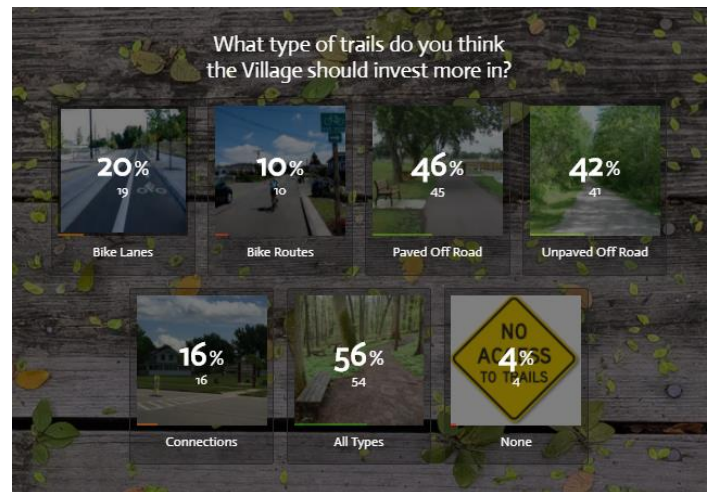 What type of trails do you think
the Village should invest more in?
20%
19
Bike Lanes
10%
10
Bike Routes
46%
45
Paved Off Road
42%
41
Unpaved Off Road
16%
16
Connections
56%
54
All Types
NO
ACCESS
TO TRAILS
4%
4
None